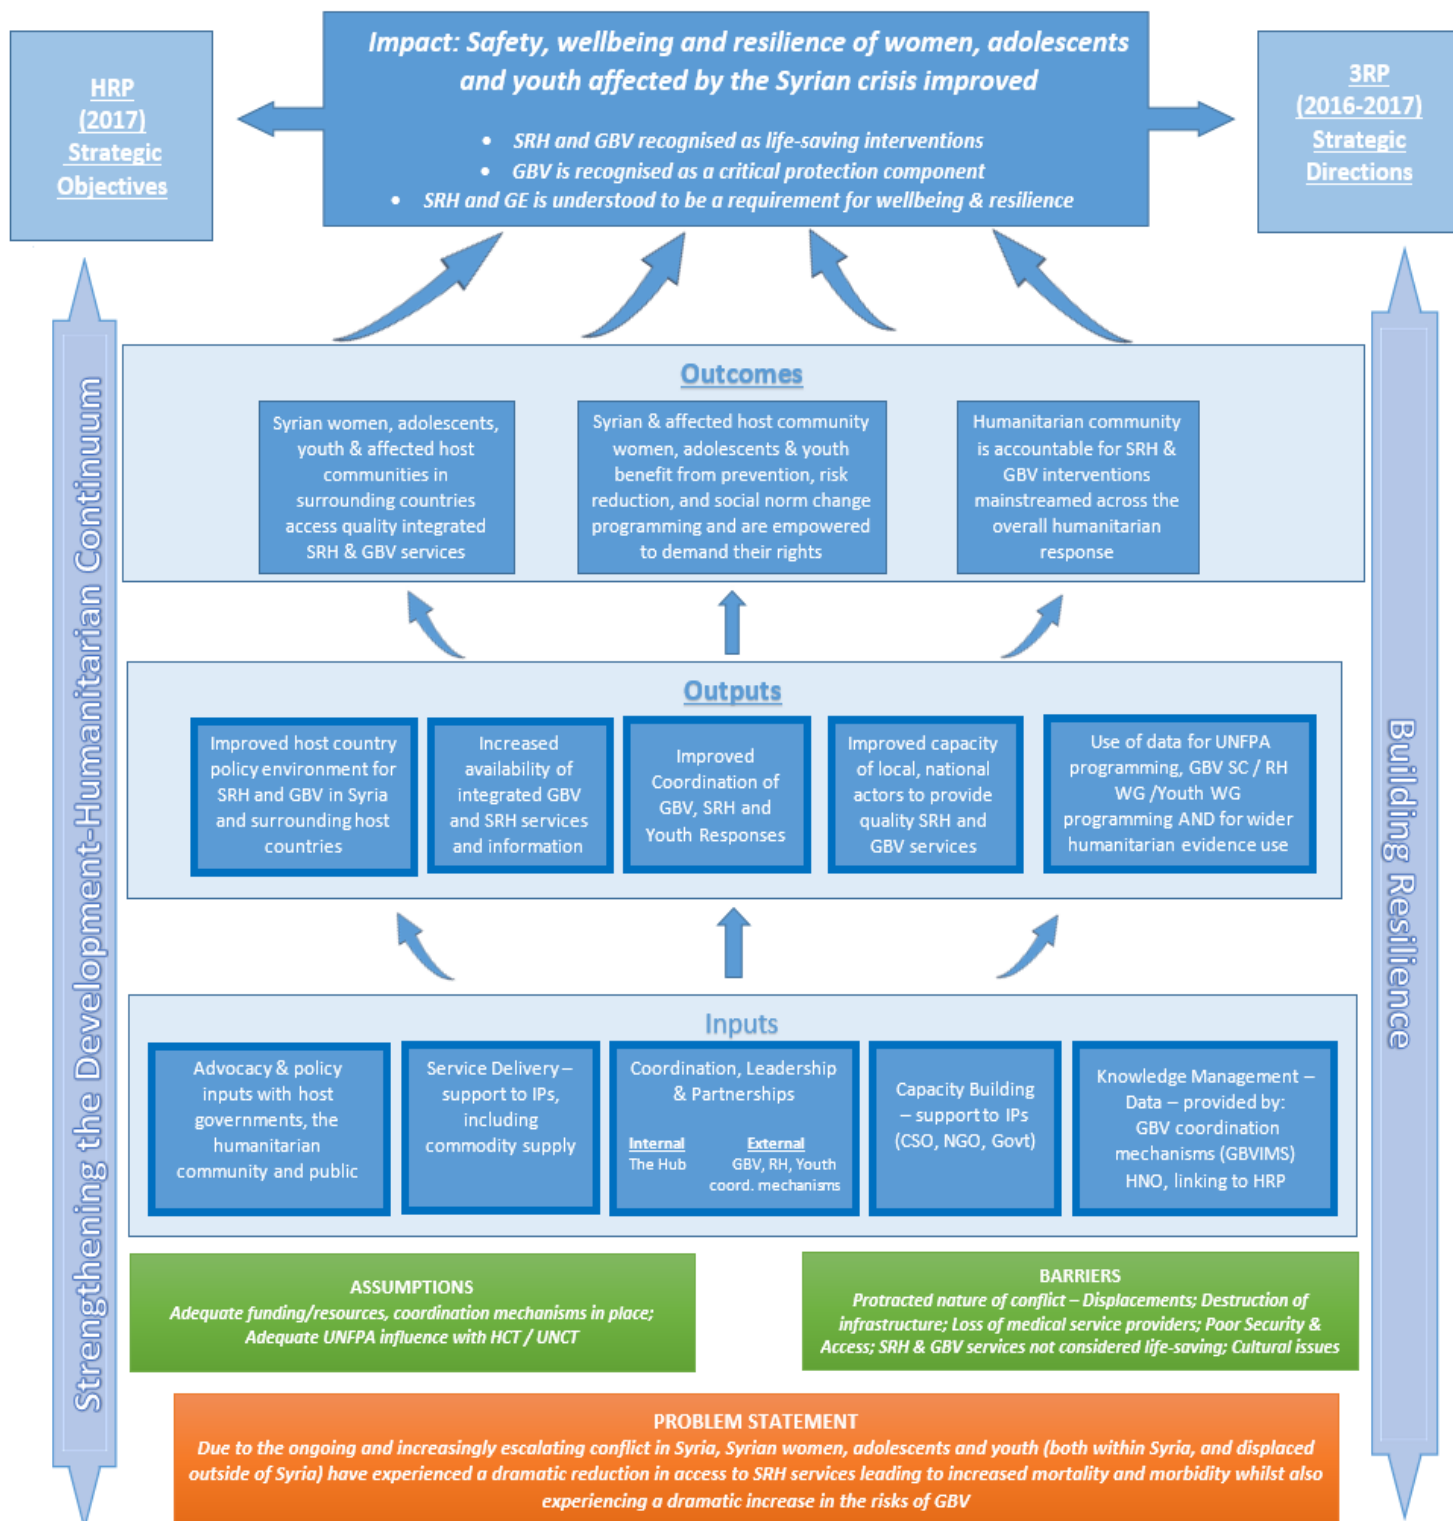 HRP
(2017)
Strategic
Objectives
Impact: Safety, wellbeing and resilience of women, adolescents
and youth affected by the Syrian crisis improved
• SRH and GBV recognised as life-saving interventions
• GBV is recognised as a critical protection component
• SRH and GE is understood to be a requirement for wellbeing & resilience
3RP
(2016-2017)
Strategic
Directions
Strengthening the Development-Humanitarian Continuum
Outcomes
Syrian women, adolescents,
youth & affected host
communities in
surrounding countries
access quality integrated
SRH & GBV services
Syrian & affected host community
women, adolescents & youth
benefit from prevention, risk
reduction, and social norm change
programming and are empowered
to demand their rights
Humanitarian community
is accountable for SRH &
GBV interventions
mainstreamed across the
overall humanitarian
response
Outputs
Improved host country
policy environment for
SRH and GBV in Syria
and surrounding host
countries
Increased
availability of
integrated GBV
and SRH services
and information
Improved
Coordination of
GBV, SRH and
Youth Responses
Improved capacity
of local, national
actors to provide
quality SRH and
GBV services
Use of data for UNFPA
programming, GBV SC / RH
WG /Youth WG
programming AND for wider
humanitarian evidence use
Inputs
Advocacy & policy
inputs with host
governments, the
humanitarian
community and public
Service Delivery –
support to IPs,
including
commodity supply
Coordination, Leadership
& Partnerships
Internal
The Hub
External
GBV, RH, Youth
coord. mechanisms
Capacity Building
– support to IPs
(CSO, NGO, Govt)
Knowledge Management –
Data – provided by:
GBV coordination
mechanisms (GBVIMS)
HNO, linking to HRP
Building Resilience
ASSUMPTIONS
Adequate funding/resources, coordination mechanisms in place;
Adequate UNFPA influence with HCT / UNCT
BARRIERS
Protracted nature of conflict – Displacements; Destruction of
infrastructure; Loss of medical service providers; Poor Security &
Access; SRH & GBV services not considered life-saving; Cultural issues
PROBLEM STATEMENT
Due to the ongoing and increasingly escalating conflict in Syria, Syrian women, adolescents and youth (both within Syria, and displaced
outside of Syria) have experienced a dramatic reduction in access to SRH services leading to increased mortality and morbidity whilst also
experiencing a dramatic increase in the risks of GBV